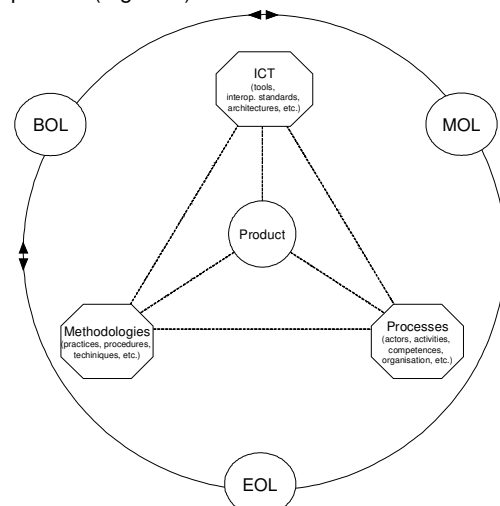 ICT
(tools,
interop. standards,
architectures, etc.)
BOL
MOL
Product
Methodologies
(practices, procedures,
techiniques, etc.)
Processes
(actors, activities,
competences,
organisation, etc.)
EOL